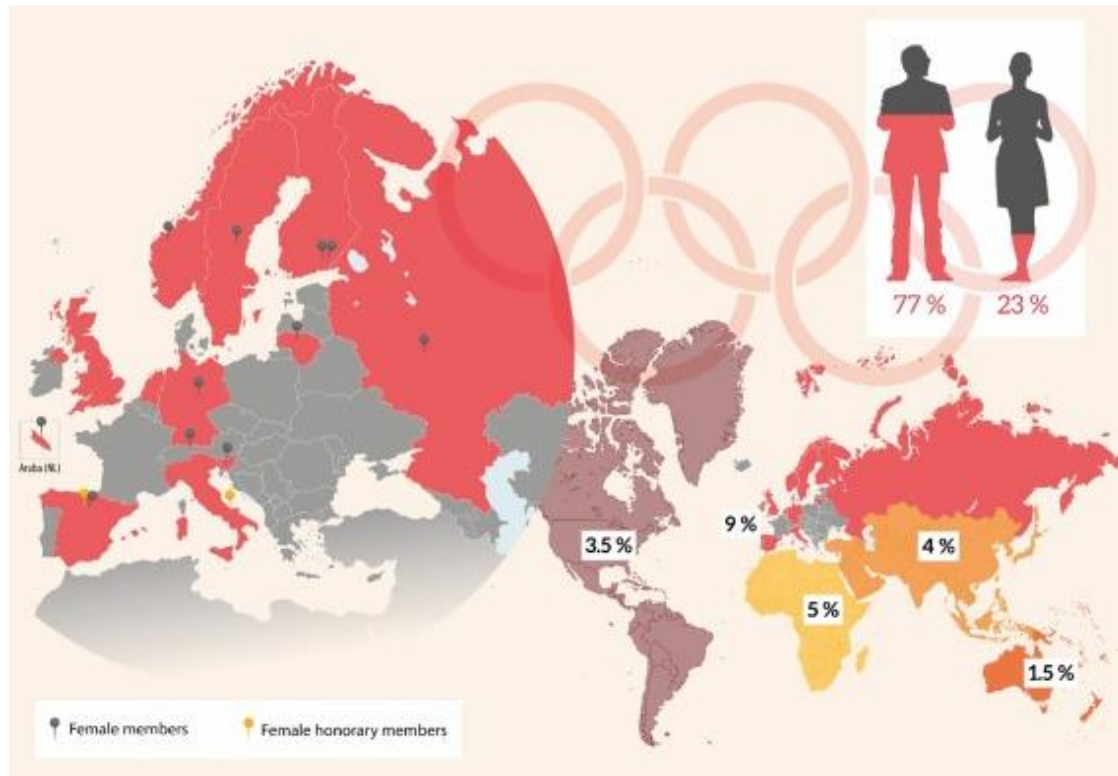 77 %
23 %
Aruba (NL)
9 %
3.5 %
4 %
5 %
1.5 %
Female members
Female honorary members